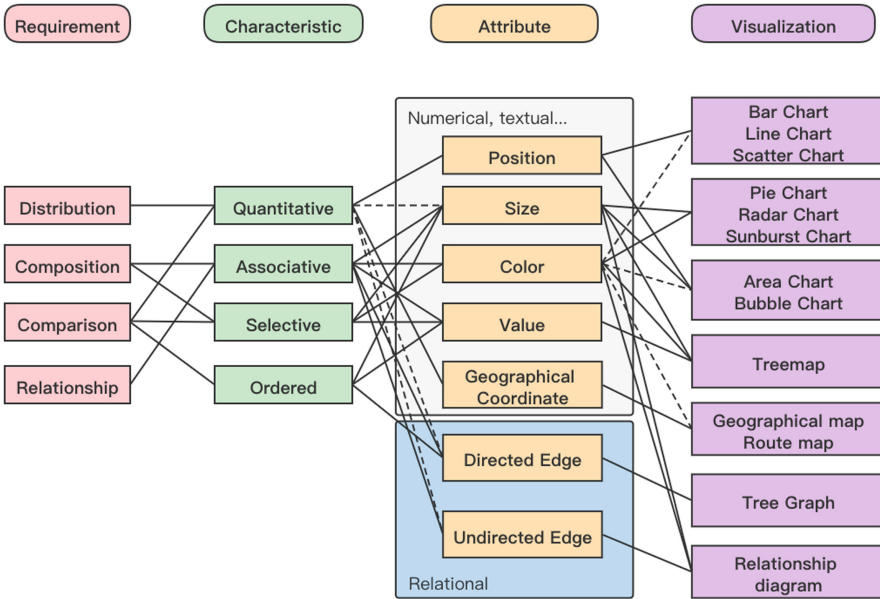 Requirement
Characteristic
Attribute
Visualization
Distribution
Composition
Comparison
Relationship
Quantitative
Associative
Selective
Ordered
Numerical, textual...
Position
Size
Color
Value
Geographical
Coordinate
Directed Edge
Undirected Edge
Relational
Bar Chart
Line Chart
Scatter Chart
Pie Chart
Radar Chart
Sunburst Chart
Area Chart
Bubble Chart
Treemap
Geographical map
Route map
Tree Graph
Relationship
diagram